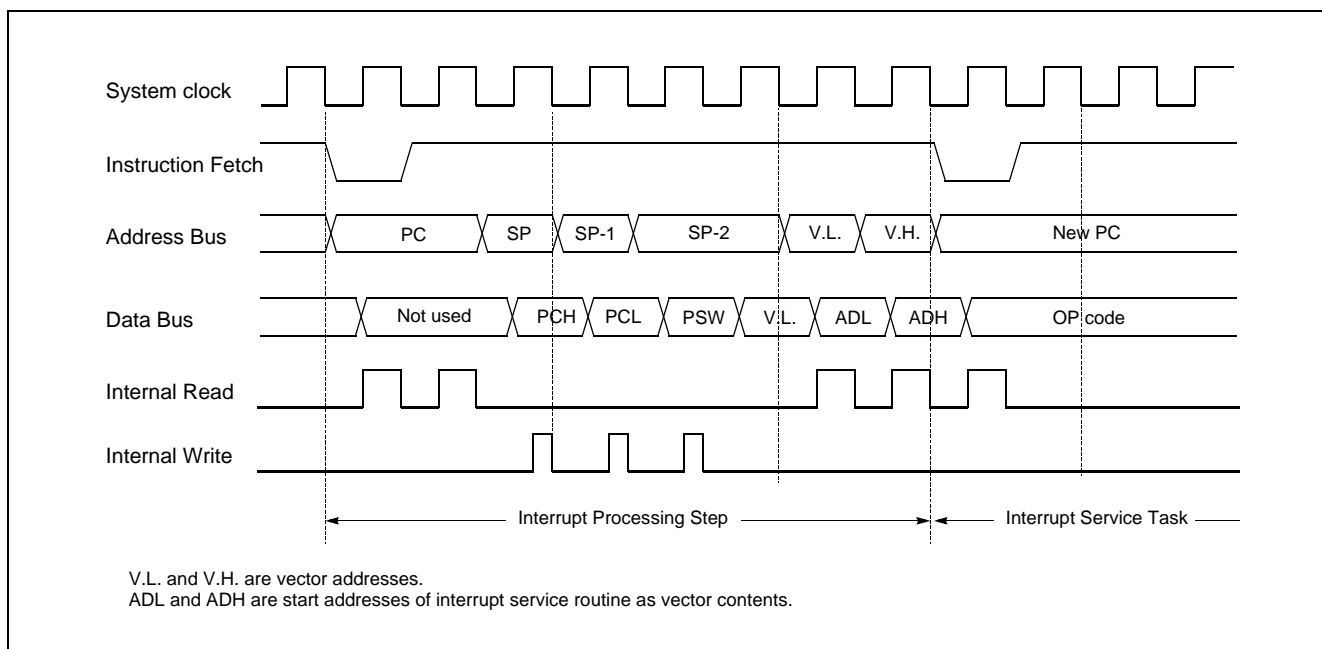 System clock
Instruction Fetch
Address Bus PC SP SP-1 SP-2 V.L. V.H. New PC
Data Bus Not used PCH PCL PSW V.L. ADL ADH OP code
Internal Read
Internal Write
Interrupt Processing Step Interrupt Service Task
V.L. and V.H. are vector addresses.
ADL and ADH are start addresses of interrupt service routine as vector contents.